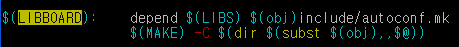 $(LIBBOARD):	depend $(LIBS) $(obj)include/autoconf.mk
		$(MAKE) -C $(dir $(subst $(obj),,$@))